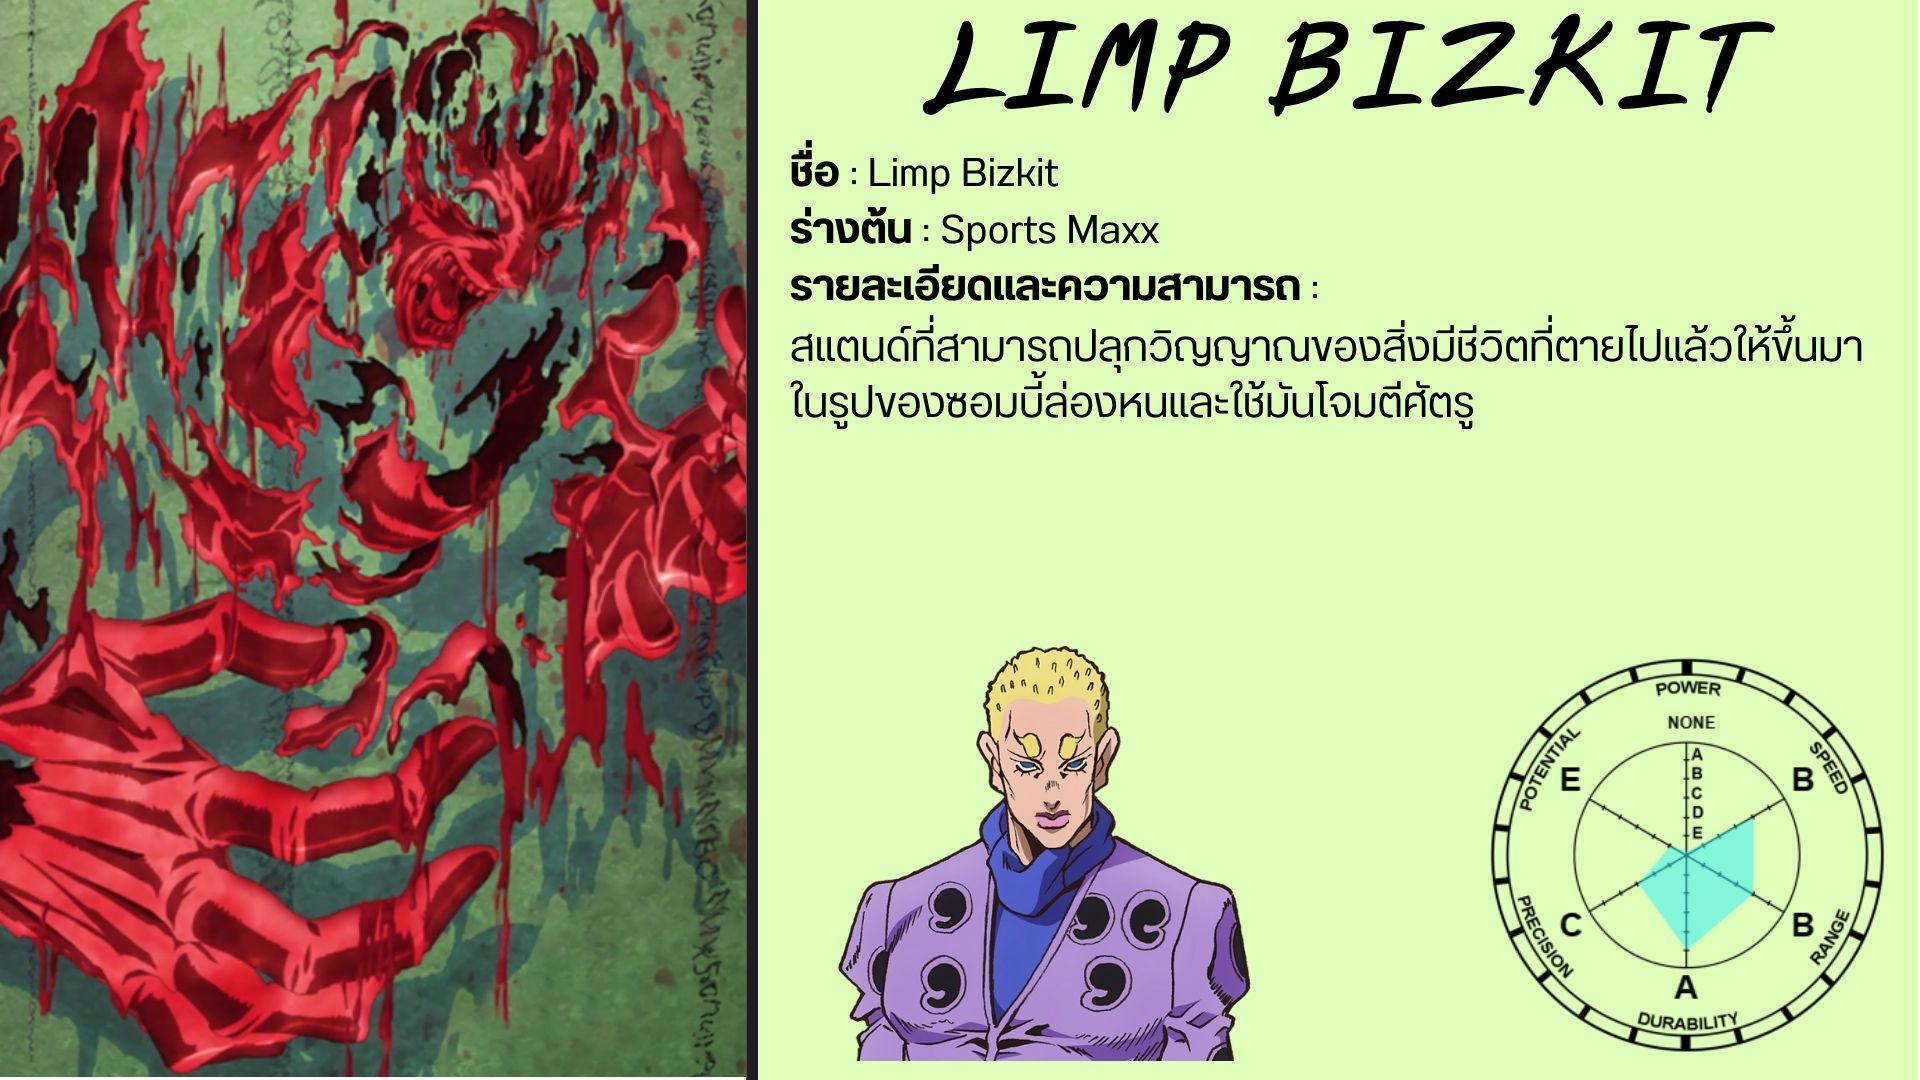 LIMP BIZKIT
ชื่อ : Limp Bizkit
ร่างต้น : Sports Maxx
รายละเอียดและความสามารถ :
สแตนด์ที่สามารถปลุกวิญญาณของสิ่งมีชีวิตที่ตายไปแล้วให้ขึ้นมา
ในรูปของซอมบี้ล่องหนและใช้มันโจมตีศัตรู
POWER
NONE
A
B
C
D
E
SPEED
B
RANGE
B
DURABILITY
A
PRECISION
C
POTENTIAL
E